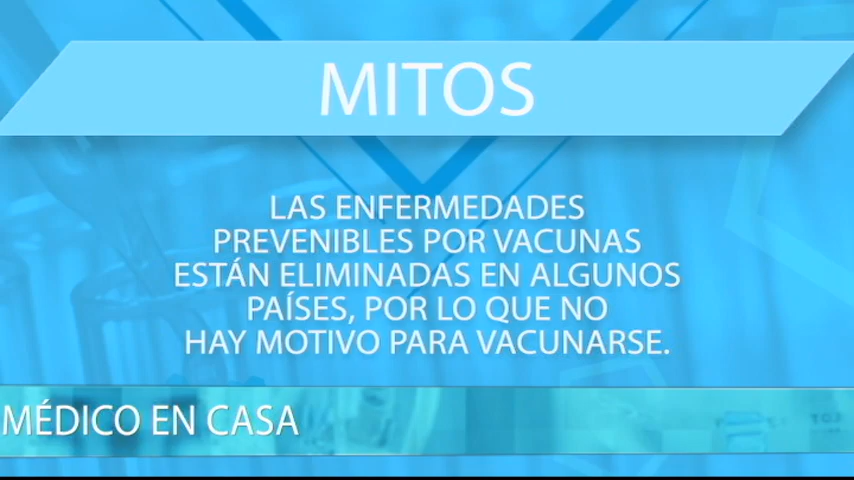 MITOS
LAS ENFERMEDADES
PREVENIBLES POR VACUNAS
ESTÁN ELIMINADAS EN ALGUNOS
PAÍSES, POR LO QUE NO
HAY MOTIVO PARA VACUNARSE.
MÉDICO EN CASA